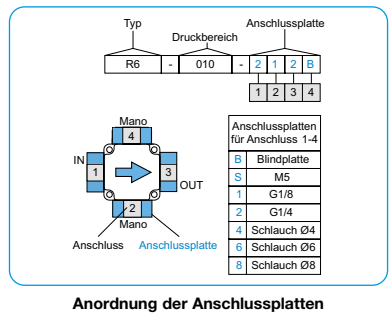 Typ
Druckbereich
Anschlussplatte
R6 - 010 - 2 1 2 B
1 2 3 4
Mano
4
IN
1
3
OUT
2
Mano
Anschluss Anschlussplatte
Anschlussplatten
für Anschluss 1-4
B Blindplatte
S M5
1 G1/8
2 G1/4
4 Schlauch Ø4
6 Schlauch Ø6
8 Schlauch Ø8
Anordnung der Anschlussplatten